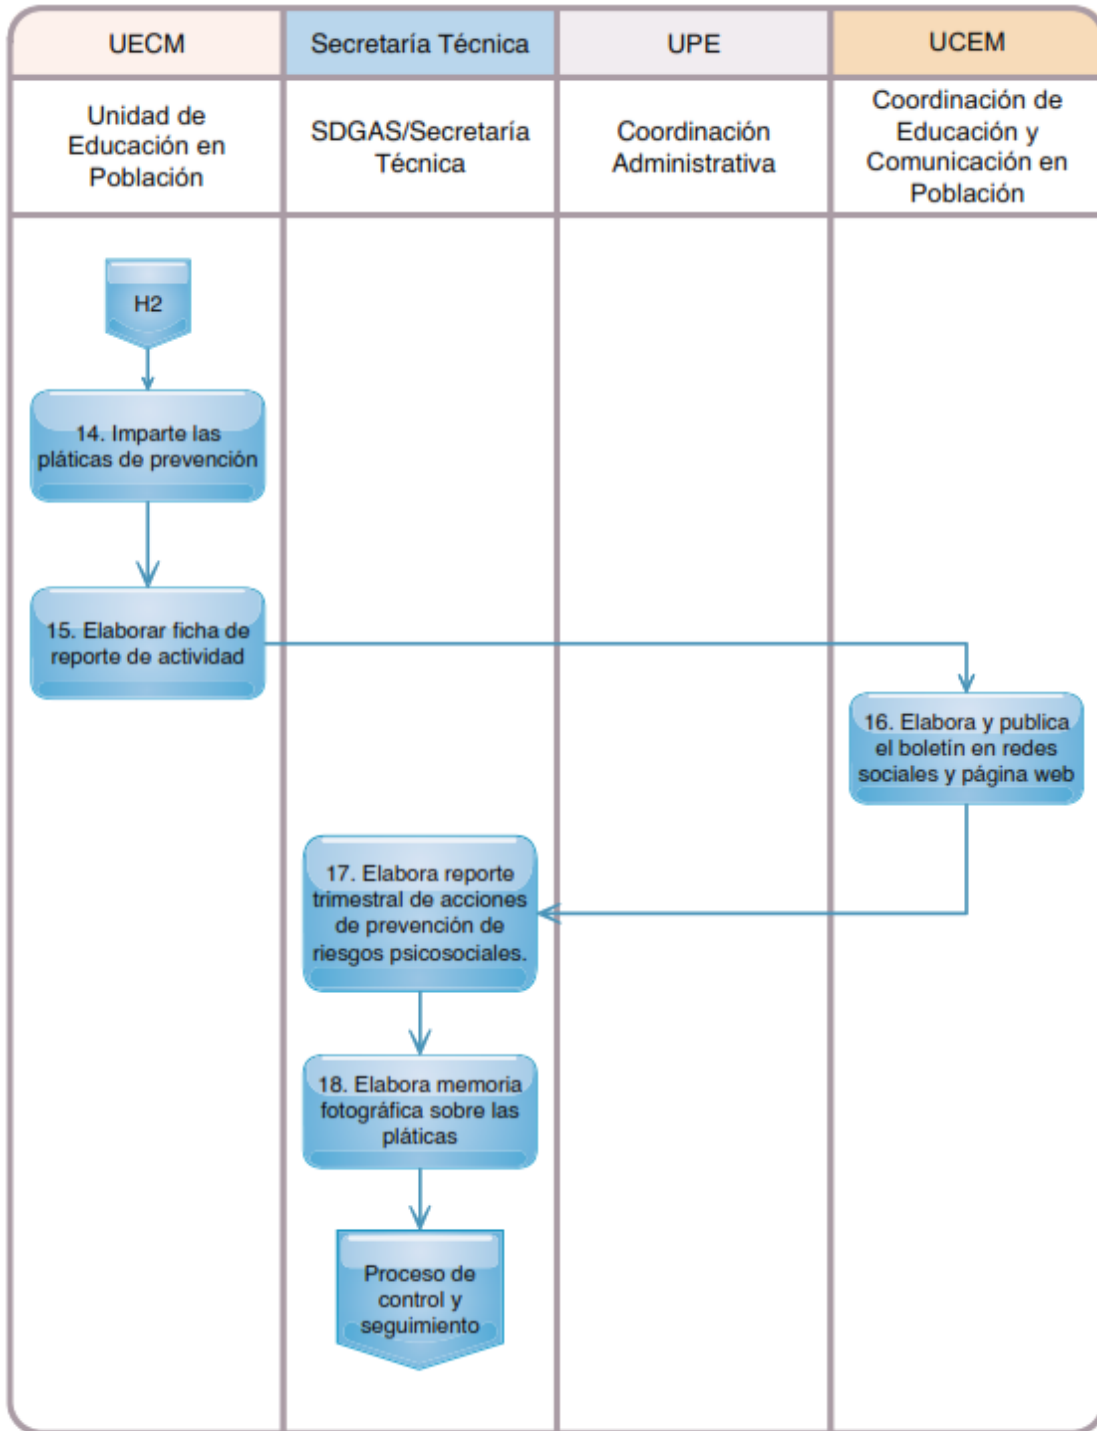 UECM
Secretaría Técnica
UPE
UCEM
Unidad de
Educación en
Población
SDGAS/Secretaría
Técnica
Coordinación
Administrativa
Coordinación de
Educación y
Comunicación en
Población
H2
14. Imparte las
pláticas de prevención
15. Elaborar ficha de
reporte de actividad
16. Elabora y publica
el boletín en redes
sociales y página web
17. Elabora reporte
trimestral de acciones
de prevención de
riesgos psicosociales.
18. Elabora memoria
fotográfica sobre las
pláticas
Proceso de
control y
seguimiento